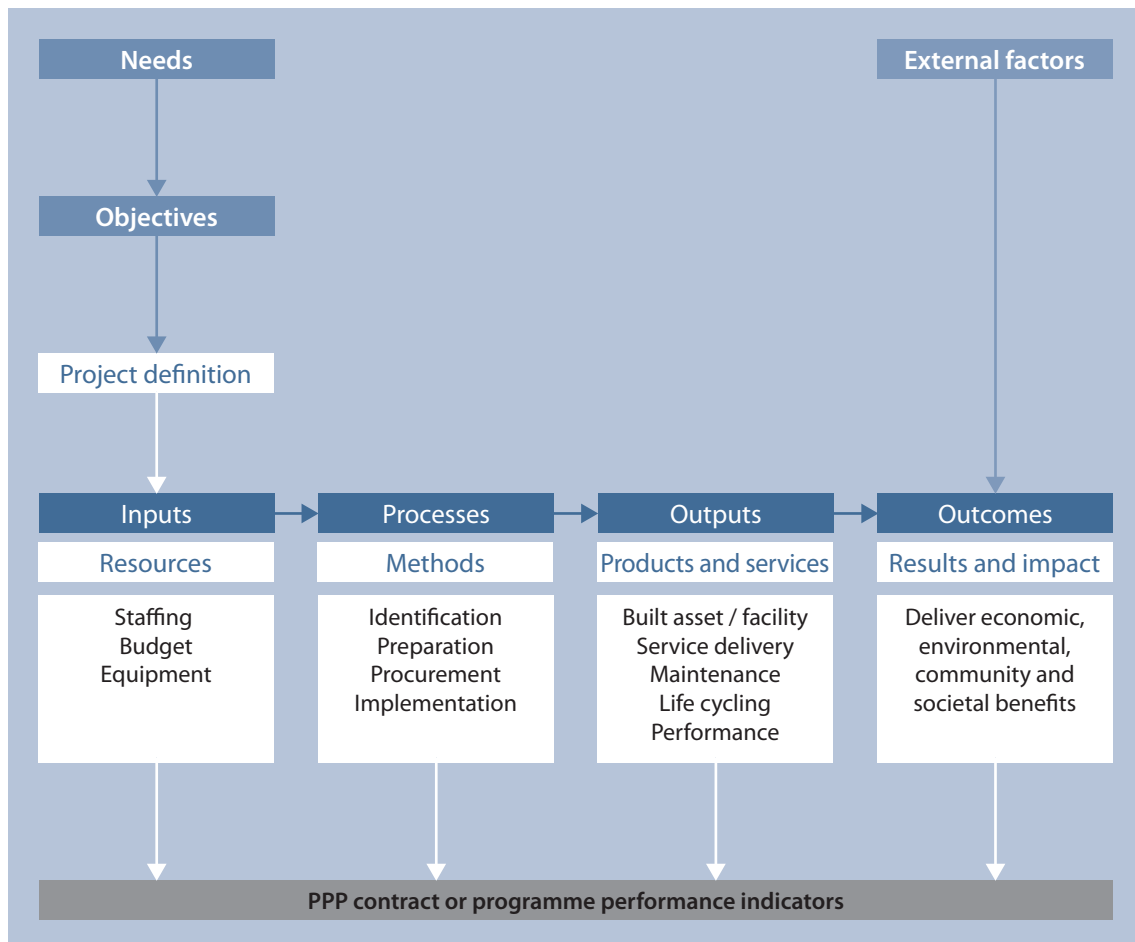 Needs
External factors
Objectives
Project definition
Inputs
Processes
Outputs
Outcomes
Resources
Methods
Products and services
Results and impact
Staffing
Budget
Equipment
Identification
Preparation
Procurement
Implementation
Built asset / facility
Service delivery
Maintenance
Life cycling
Performance
Deliver economic,
environmental,
community and
societal benefits
PPP contract or programme performance indicators